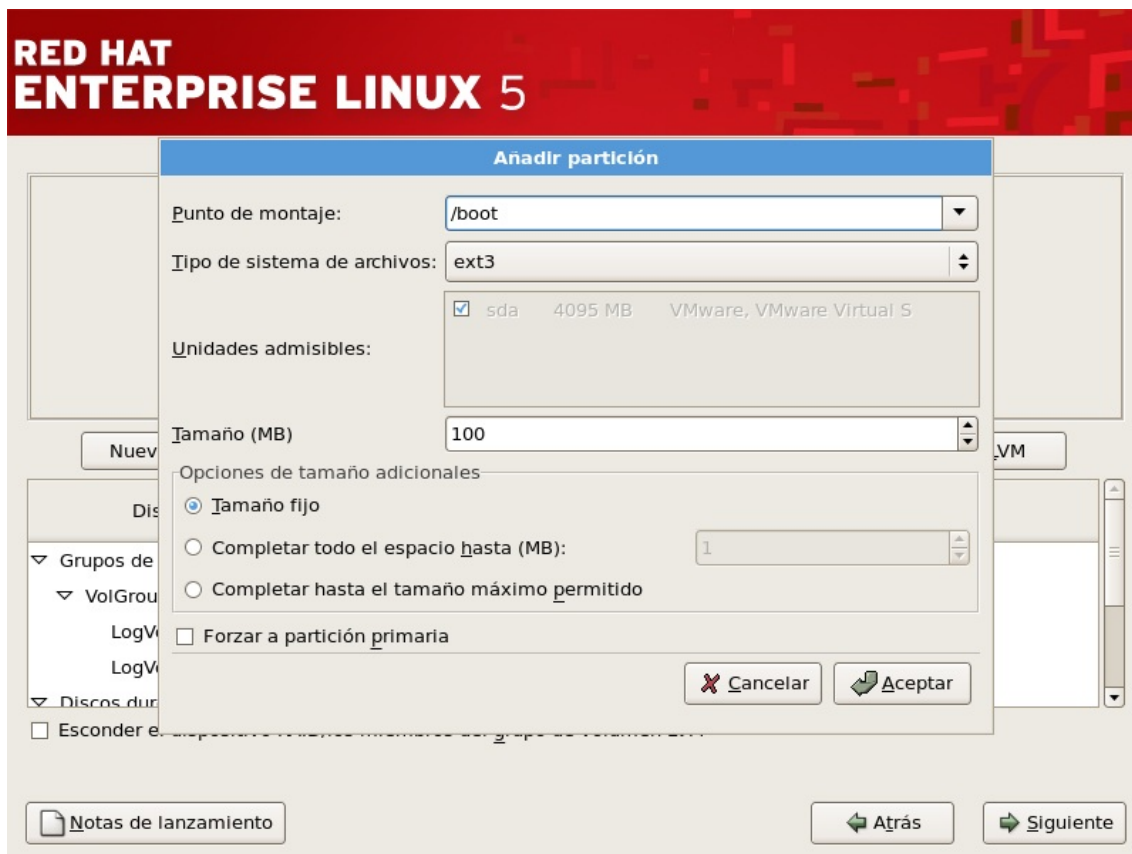 RED HAT
ENTERPRISE LINUX 5
Añadir partición
Punto de montaje: /boot
Tipo de sistema de archivos: ext3
sda 4095 MB VMware, VMware Virtual S
Unidades admisibles:
Tamaño (MB) 100
Nuev LVM
Opciones de tamaño adicionales
Dis
Tamaño fijo
Completar todo el espacio hasta (MB): 1
Grupos de
Completar hasta el tamaño máximo permitido
VolGrou
LogVo
Forzar a partición primaria
LogVo
Cancelar Aceptar
Discos dur
Esconder e
Notas de lanzamiento Atrás Siguiente